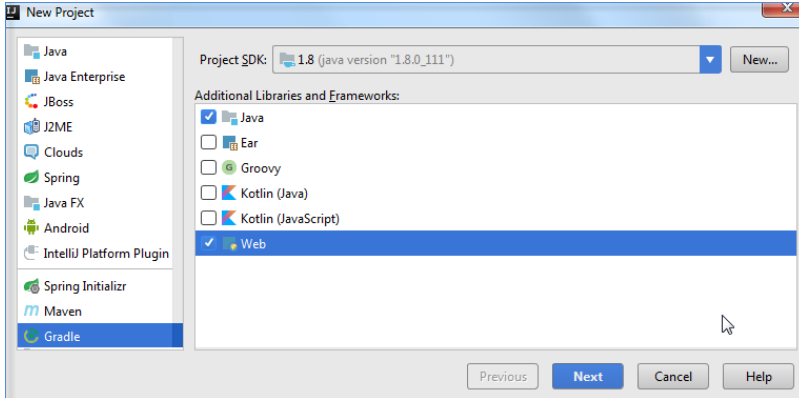 New Project
Java
Java Enterprise
JBoss
J2ME
Clouds
Spring
Java FX
Android
IntelliJ Platform Plugin
Spring Initializr
Maven
Gradle
Project SDK: 1.8 (java version "1.8.0_111")
New...
Additional Libraries and Frameworks:
Java
Ear
Groovy
Kotlin (Java)
Kotlin (JavaScript)
Web
Previous Next Cancel Help